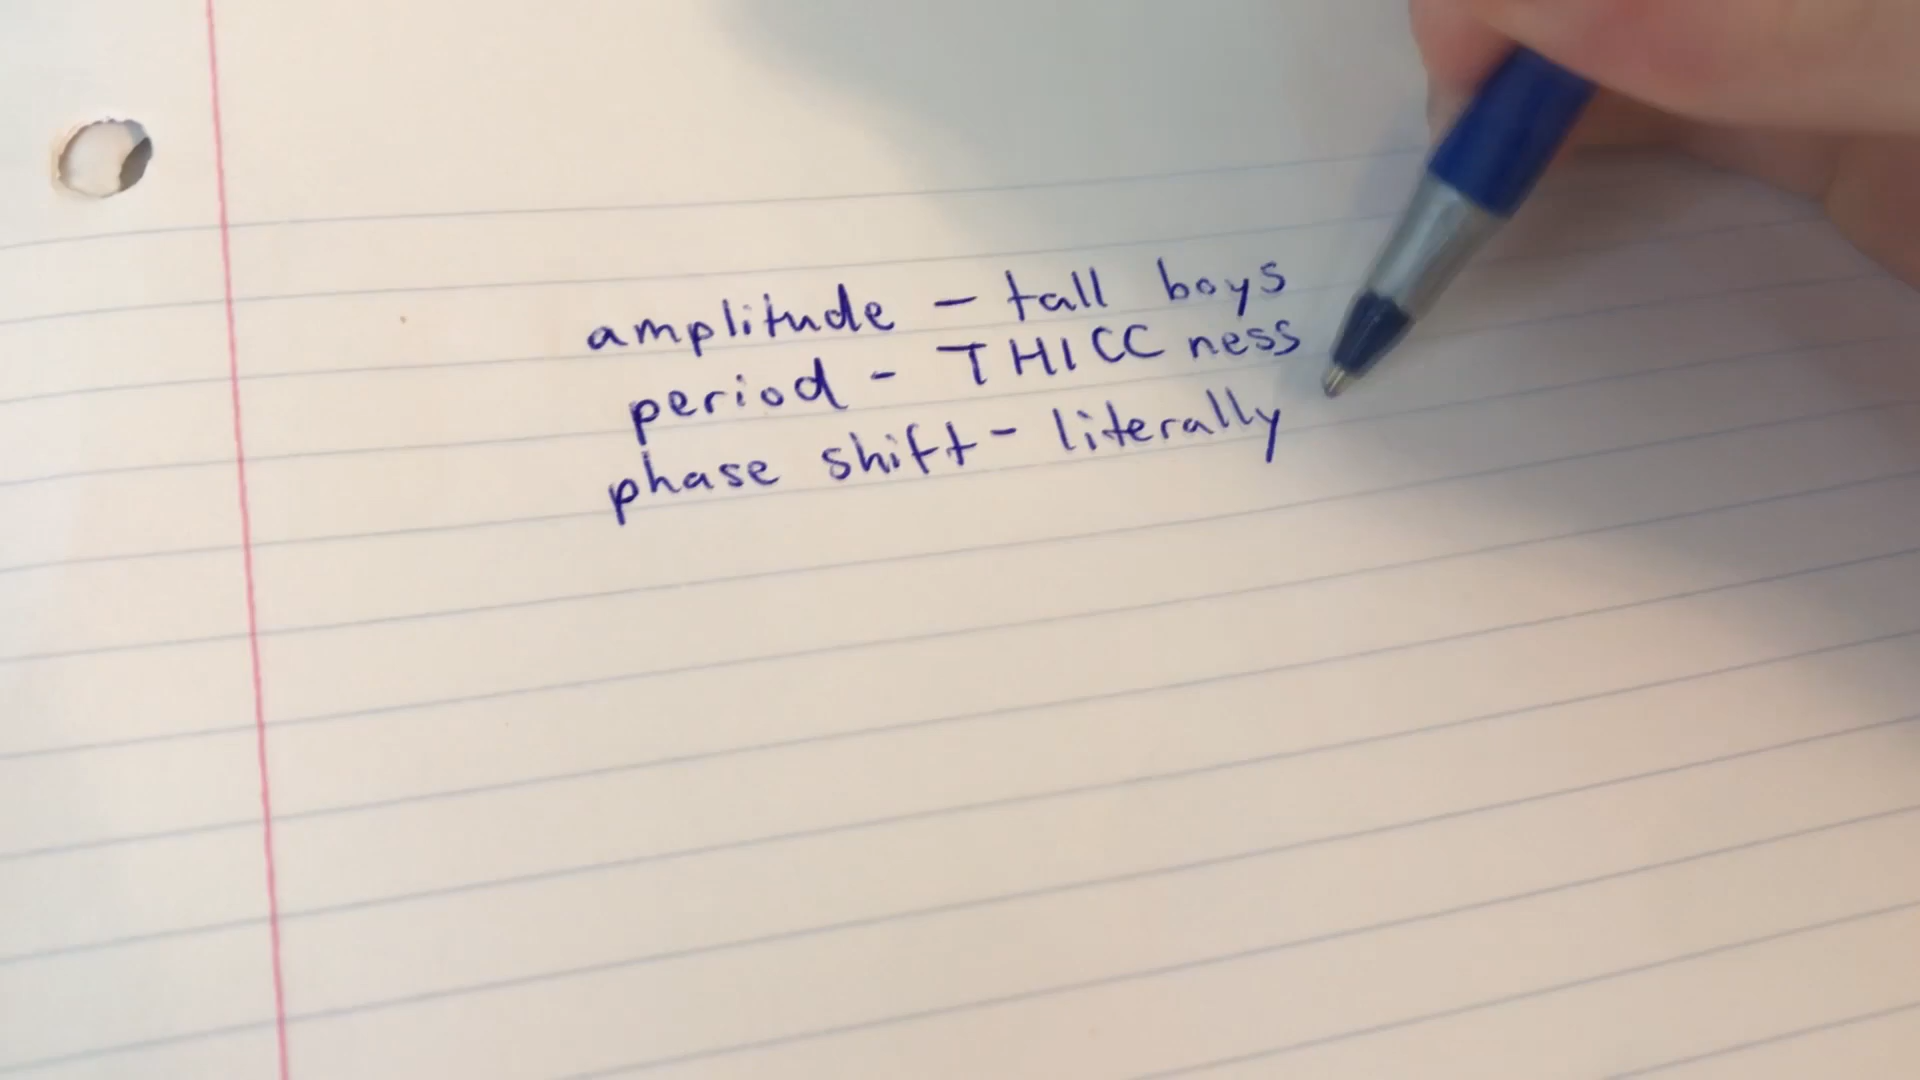 amplitude - tall boys
period - THICC ness
phase shift - literally